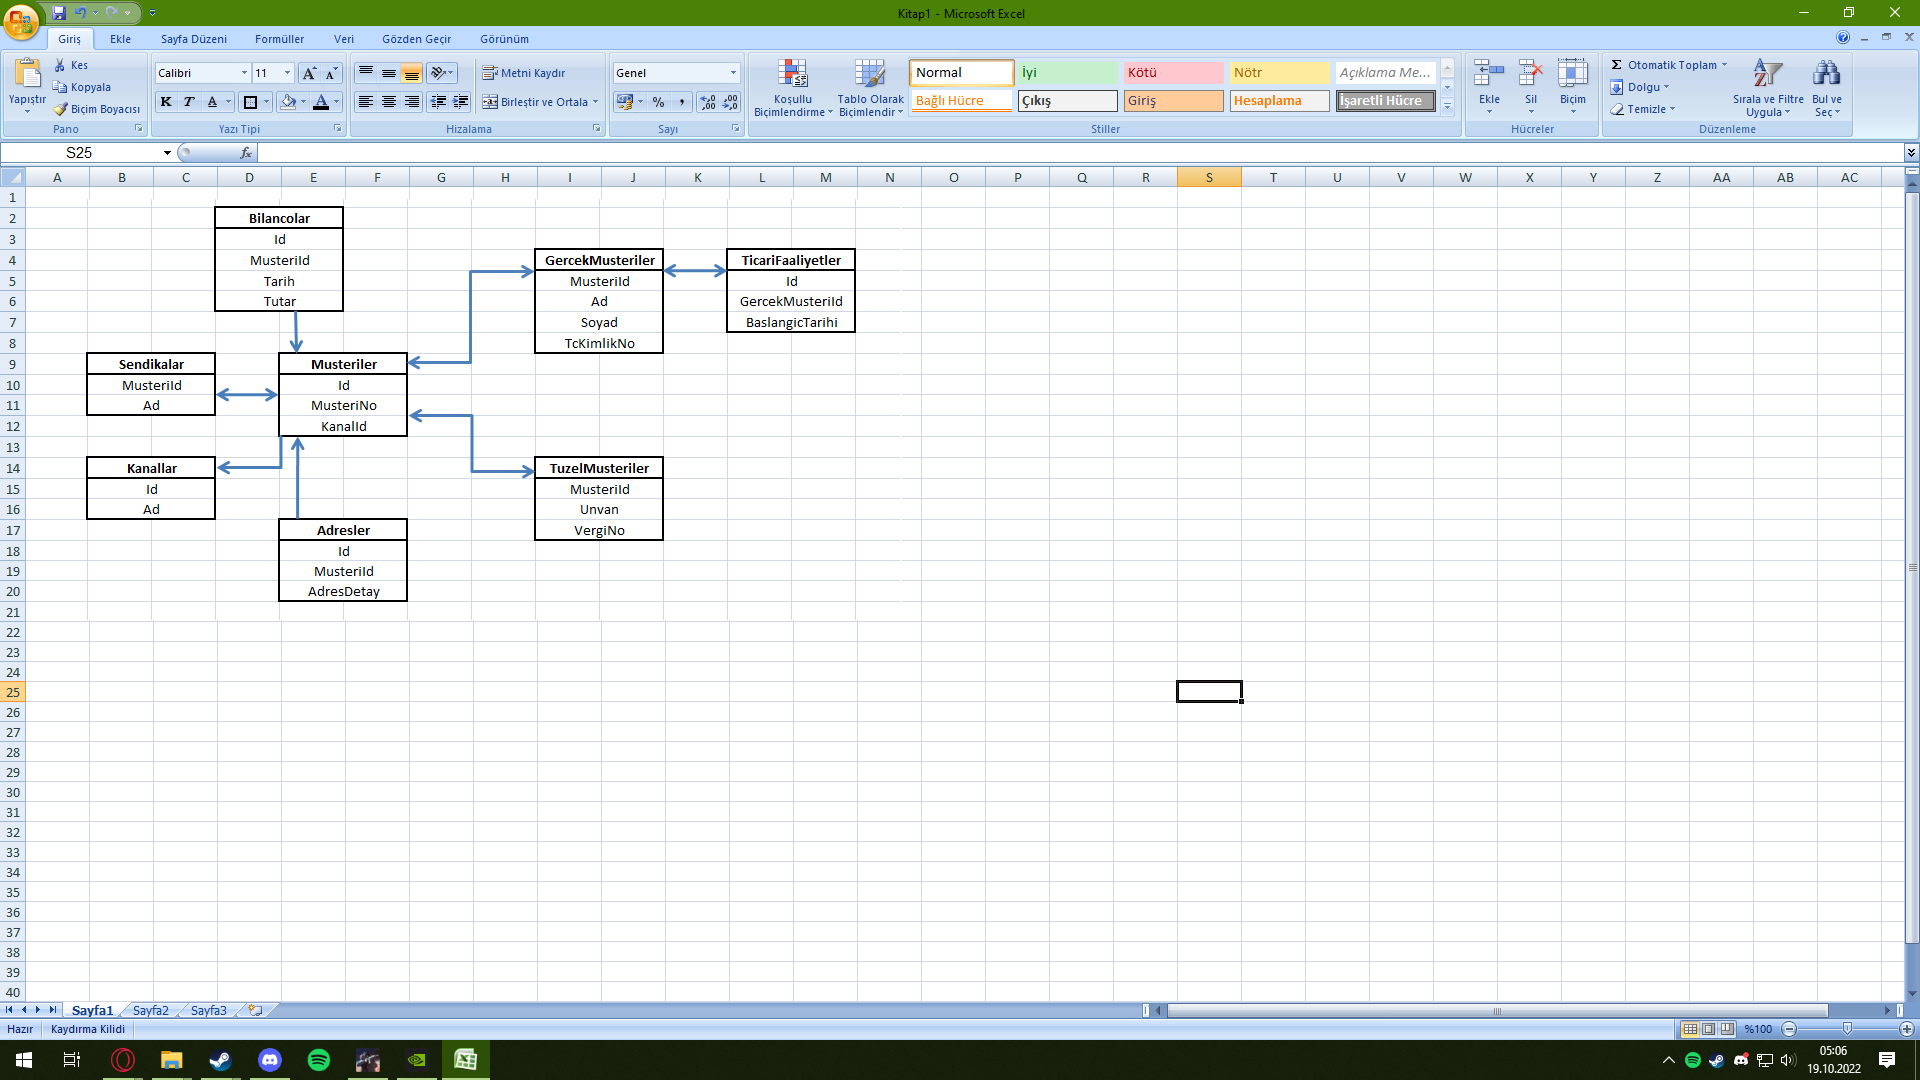 Kitap1 - Microsoft Excel
Giriş Ekle Sayfa Düzeni Formüller Veri Gözden Geçir Görünüm
Yapıştır
Kes
Kopyala
Biçim Boyacısı
Pano
Calibri 11
K T A
Yazı Tipi
Metni Kaydır
Birleştir ve Ortala
Hizalama
Genel
%
Sayı
Koşullu Biçimlendirme
Tablo Olarak Biçimlendir
Normal İyi Kötü Nötr Açıklama Me...
Bağlı Hücre Çıkış Giriş Hesaplama İşaretli Hücre
Stiller
Ekle Sil Biçim
Hücreler
Σ Otomatik Toplam
Dolgu
Temizle
Sırala ve Filtre Uygula
Bul ve Seç
Düzenleme
S25
fx
A B C D E F G H I J K L M N O P Q R S T U V W X Y Z AA AB AC
1
2
3
4
5
6
7
8
9
10
11
12
13
14
15
16
17
18
19
20
21
22
23
24
25
26
27
28
29
30
31
32
33
34
35
36
37
38
39
40
Bilancolar
Id
MusteriId
Tarih
Tutar
GercekMusteriler
MusteriId
Ad
Soyad
TcKimlikNo
TicariFaaliyetler
Id
GercekMusteriId
BaslangicTarihi
Sendikalar
MusteriId
Ad
Musteriler
Id
MusteriNo
KanalId
Kanallar
Id
Ad
TuzelMusteriler
MusteriId
Unvan
VergiNo
Adresler
Id
MusteriId
AdresDetay
Sayfa1 Sayfa2 Sayfa3
Hazır Kaydırma Kilidi
%100
05:06
19.10.2022